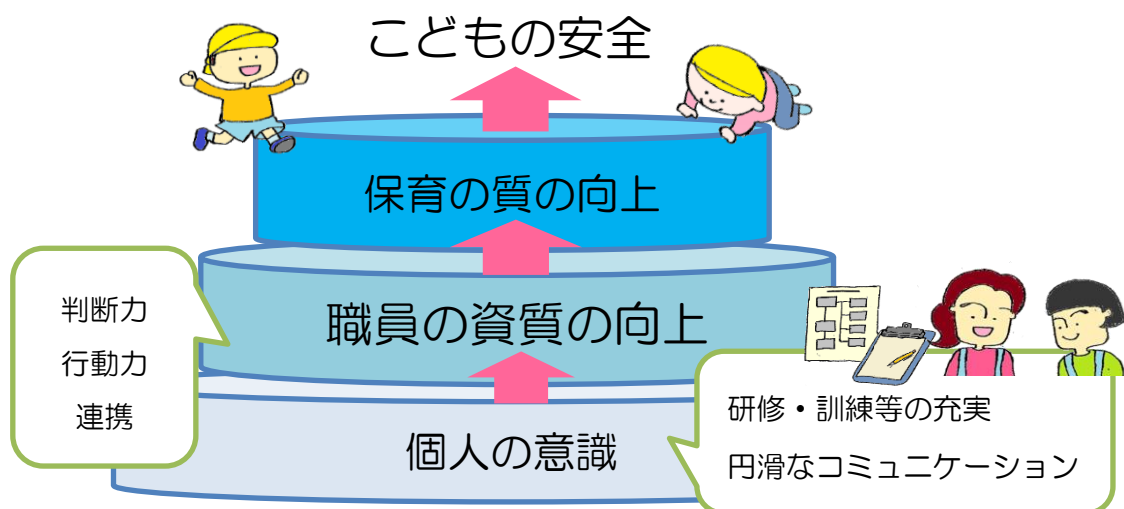 こどもの安全
保育の質の向上
職員の資質の向上
判断力
行動力
連携
個人の意識
研修・訓練等の充実
円滑なコミュニケーション